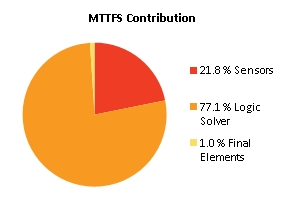 MTTFS Contribution
21.8 % Sensors
77.1 % Logic
Solver
1.0 % Final
Elements